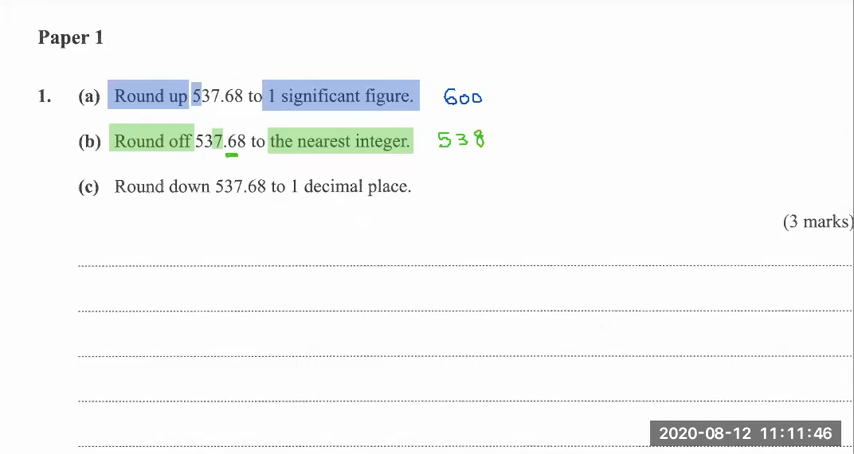 Paper 1
1. (a) Round up 537.68 to 1 significant figure. 600
(b) Round off 537.68 to the nearest integer. 538
(c) Round down 537.68 to 1 decimal place.
(3 marks)
2020-08-12 11:11:46